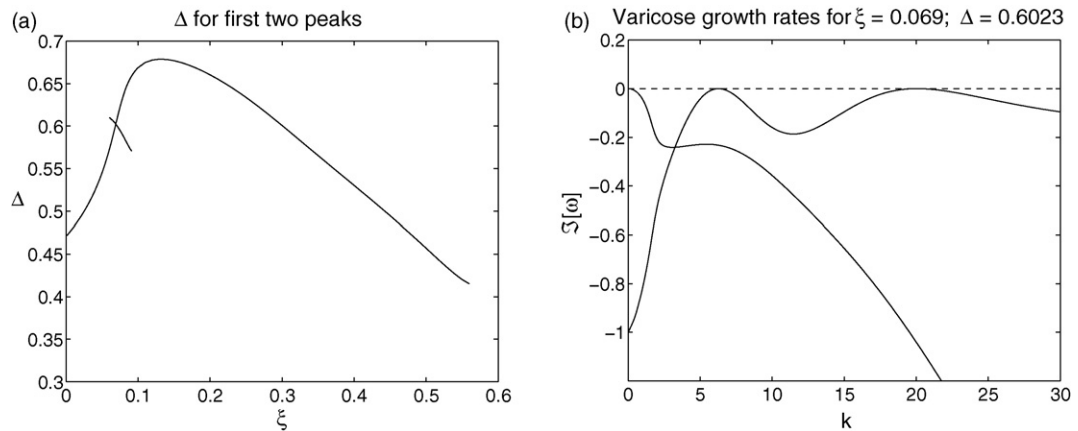 (a)
Δ for first two peaks
0.7
0.65
0.6
0.55
Δ
0.5
0.45
0.4
0.35
0.3
0 0.1 0.2 0.3 0.4 0.5 0.6
ξ
(b)
Varicose growth rates for ξ = 0.069; Δ = 0.6023
0.2
0
−0.2
−0.4
ℑ[ω]
−0.6
−0.8
−1
0 5 10 15 20 25 30
k